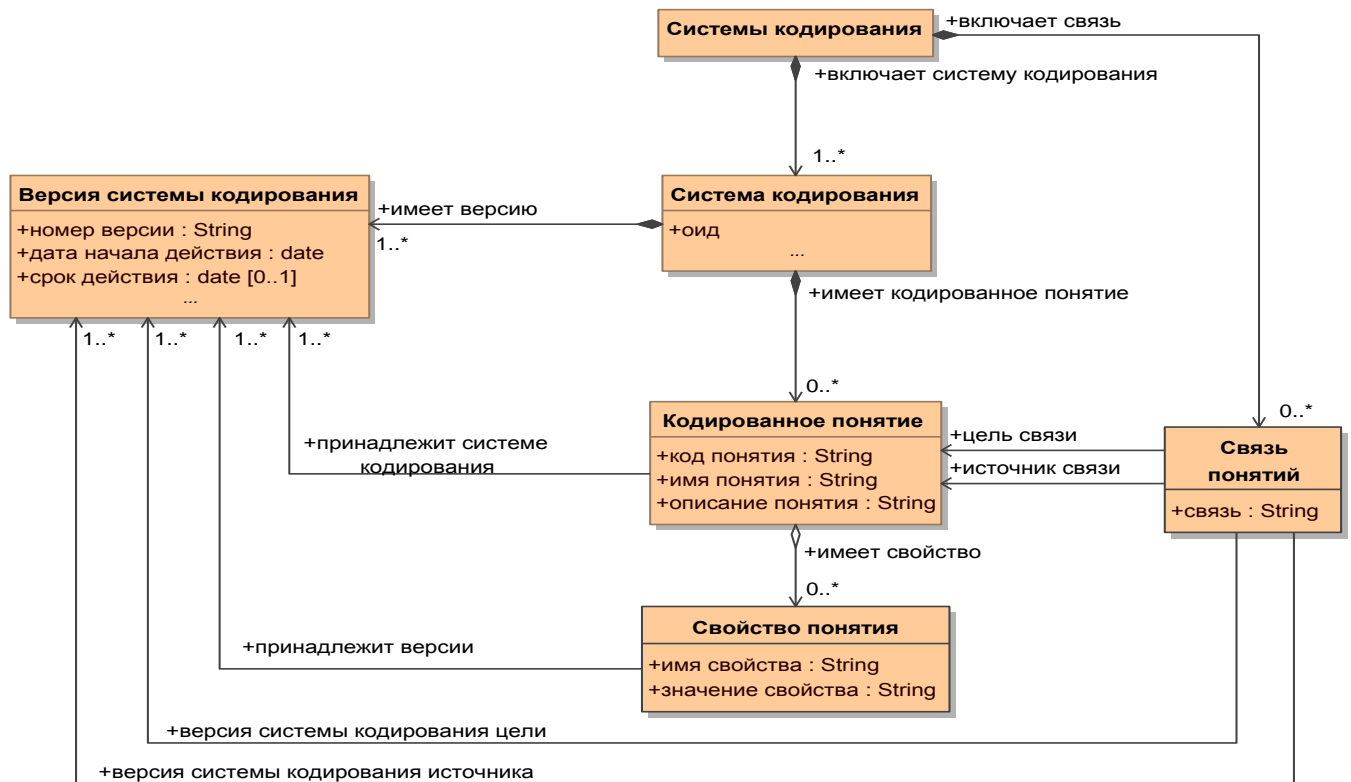 Системы кодирования
+включает связь
+включает систему кодирования
1..*
Версия системы кодирования
+номер версии : String
+дата начала действия : date
+срок действия : date [0..1]
...
+имеет версию
1..*
Система кодирования
+оид
...
+имеет кодированное понятие
1..*
1..*
1..*
1..*
0..*
0..*
+принадлежит системе
кодирования
Кодированное понятие
+код понятия : String
+имя понятия : String
+описание понятия : String
+цель связи
+источник связи
Связь
понятий
+связь : String
+имеет свойство
0..*
Свойство понятия
+имя свойства : String
+значение свойства : String
+принадлежит версии
+версия системы кодирования цели
+версия системы кодирования источника